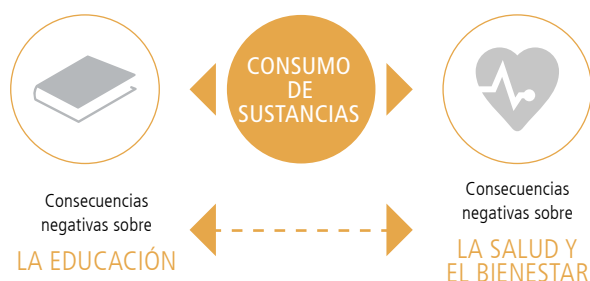 CONSUMO
DE
SUSTANCIAS
Consecuencias
negativas sobre
LA EDUCACIÓN
Consecuencias
negativas sobre
LA SALUD Y
EL BIENESTAR